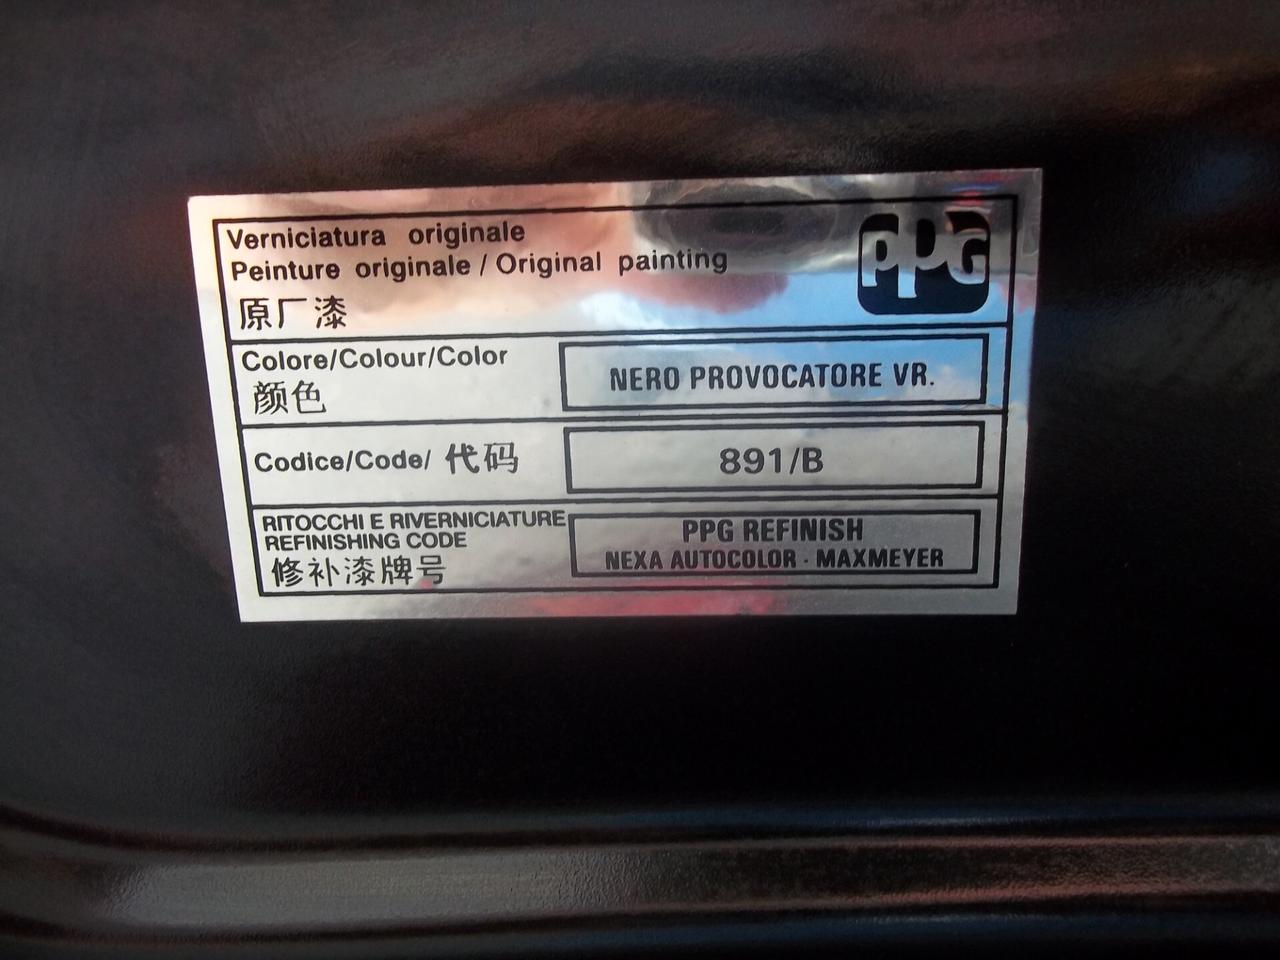 Verniciatura originale
Peinture originale / Original painting
原厂漆
PPG
Colore/Colour/Color
颜色
NERO PROVOCATORE VR.
Codice/Code/ 代码
891/B
RITOCCHI E RIVERNICIATURE
REFINISHING CODE
修补漆牌号
PPG REFINISH
NEXA AUTOCOLOR · MAXMEYER